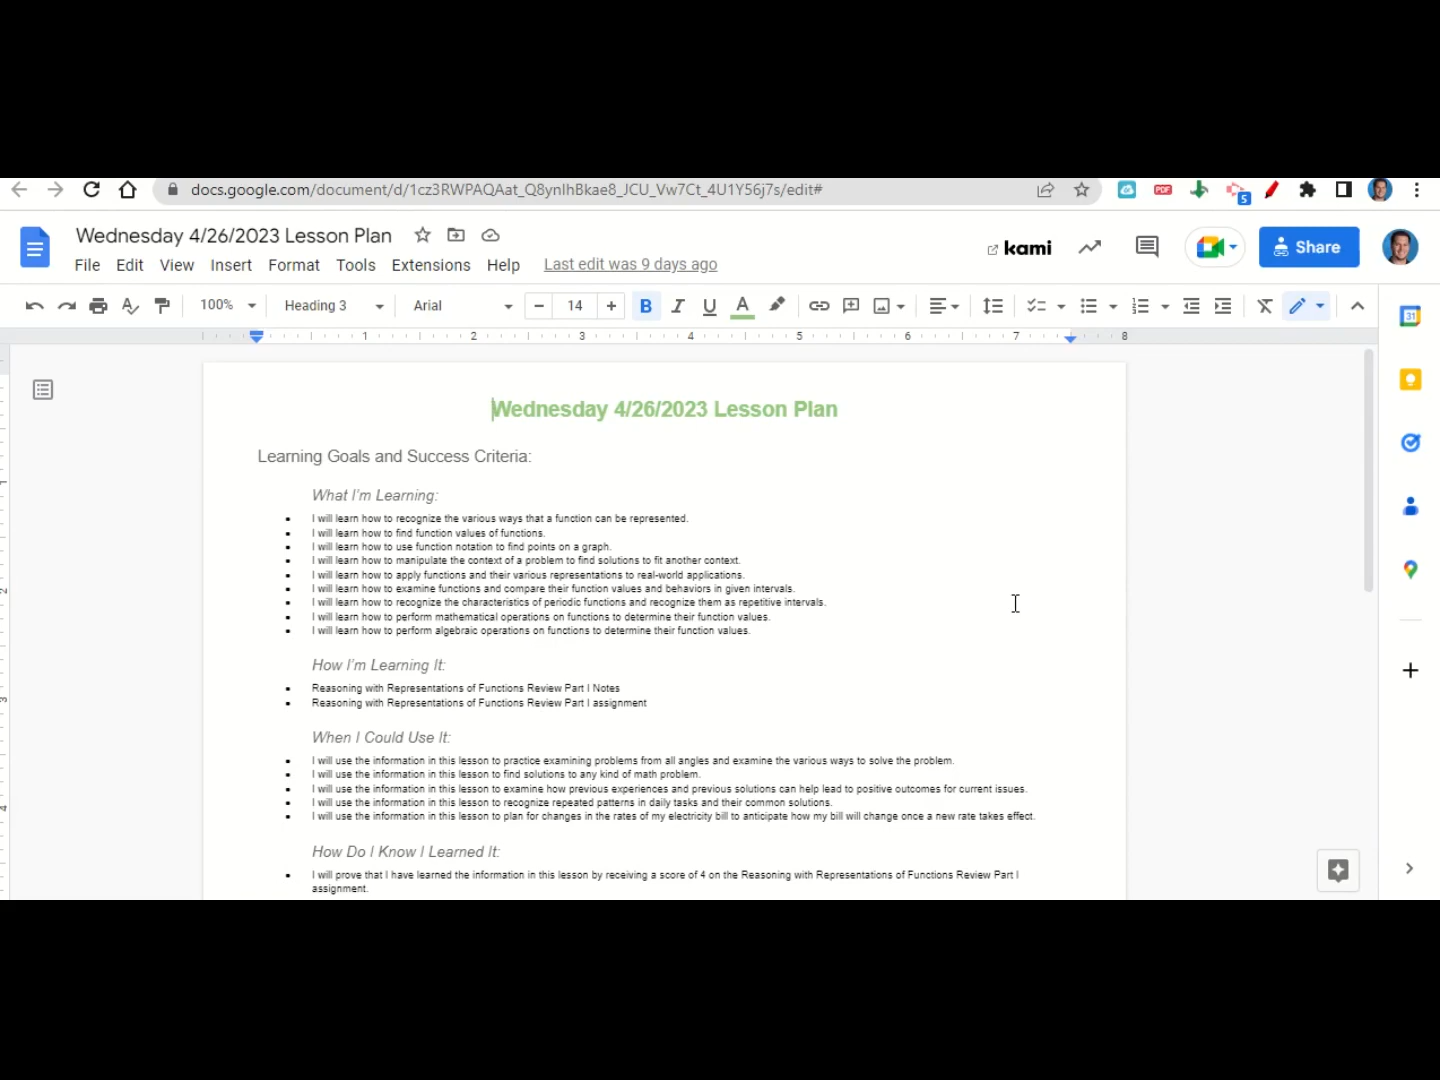 docs.google.com/document/d/1cz3RWPAQAat_Q8ynIhBkae8_JCU_Vw7Ct_4U1Y56j7s/edit#
PDF
5
Wednesday 4/26/2023 Lesson Plan
kami
Share
File Edit View Insert Format Tools Extensions Help Last edit was 9 days ago
100% Heading 3 Arial 14 B I U A
31
1 2 3 4 5 6 7 8
Wednesday 4/26/2023 Lesson Plan
Learning Goals and Success Criteria:
What I'm Learning:
I will learn how to recognize the various ways that a function can be represented.
I will learn how to find function values of functions.
I will learn how to use function notation to find points on a graph.
I will learn how to manipulate the context of a problem to find solutions to fit another context.
I will learn how to apply functions and their various representations to real-world applications.
I will learn how to examine functions and compare their function values and behaviors in given intervals.
I will learn how to recognize the characteristics of periodic functions and recognize them as repetitive intervals.
I will learn how to perform mathematical operations on functions to determine their function values.
I will learn how to perform algebraic operations on functions to determine their function values.
How I'm Learning It:
Reasoning with Representations of Functions Review Part I Notes
Reasoning with Representations of Functions Review Part I assignment
When I Could Use It:
I will use the information in this lesson to practice examining problems from all angles and examine the various ways to solve the problem.
I will use the information in this lesson to find solutions to any kind of math problem.
I will use the information in this lesson to examine how previous experiences and previous solutions can help lead to positive outcomes for current issues.
I will use the information in this lesson to recognize repeated patterns in daily tasks and their common solutions.
I will use the information in this lesson to plan for changes in the rates of my electricity bill to anticipate how my bill will change once a new rate takes effect.
How Do I Know I Learned It:
I will prove that I have learned the information in this lesson by receiving a score of 4 on the Reasoning with Representations of Functions Review Part I
assignment.